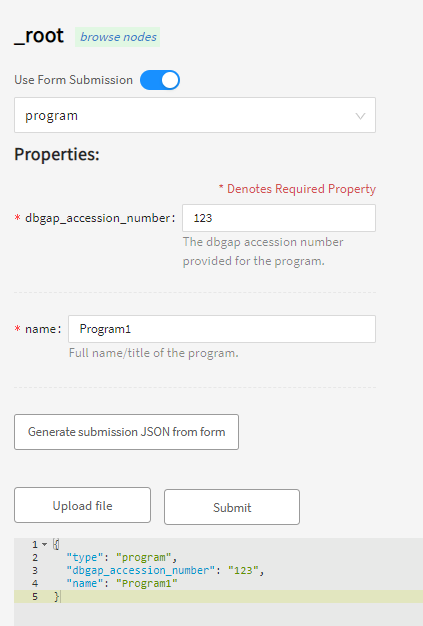 _root browse nodes
Use Form Submission
program
Properties:
* Denotes Required Property
* dbgap_accession_number: 123
The dbgap accession number
provided for the program.
* name: Program1
Full name/title of the program.
Generate submission JSON from form
Upload file Submit
1 {
2 "type": "program",
3 "dbgap_accession_number": "123",
4 "name": "Program1"
5 }